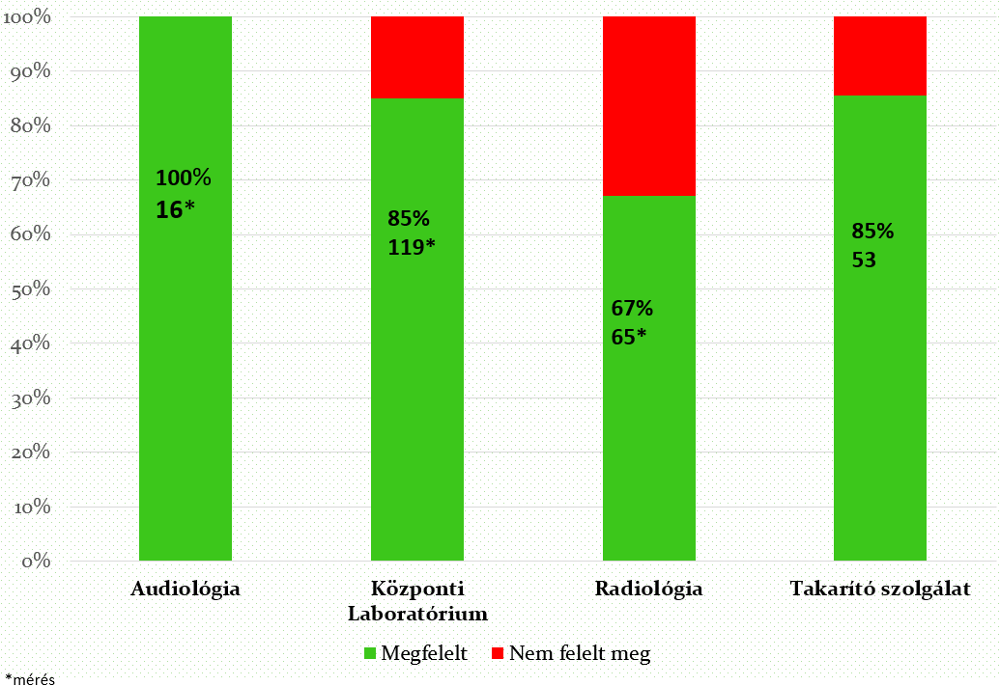 100%
90%
80%
70%
60%
50%
40%
30%
20%
10%
0%
100%
16*
85%
119*
67%
65*
85%
53
Audiológia
Központi
Laboratórium
Radiológia
Takarító szolgálat
Megfelelt
Nem felelt meg
*mérés